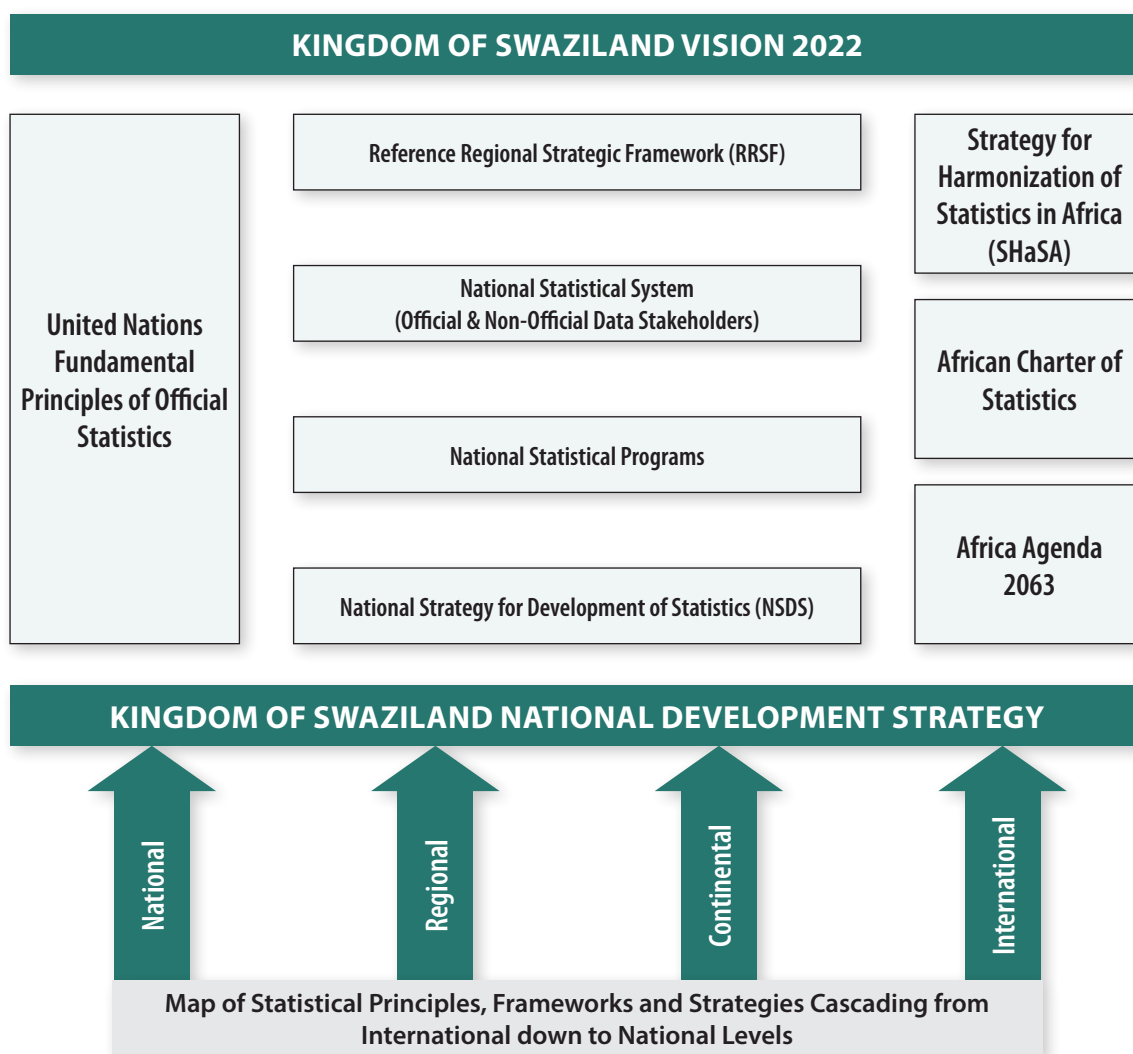 KINGDOM OF SWAZILAND VISION 2022
United Nations
Fundamental
Principles of Official
Statistics
Reference Regional Strategic Framework (RRSF)
National Statistical System
(Official & Non-Official Data Stakeholders)
National Statistical Programs
National Strategy for Development of Statistics (NSDS)
Strategy for
Harmonization of
Statistics in Africa
(SHaSA)
African Charter of
Statistics
Africa Agenda
2063
KINGDOM OF SWAZILAND NATIONAL DEVELOPMENT STRATEGY
National
Regional
Continental
International
Map of Statistical Principles, Frameworks and Strategies Cascading from
International down to National Levels